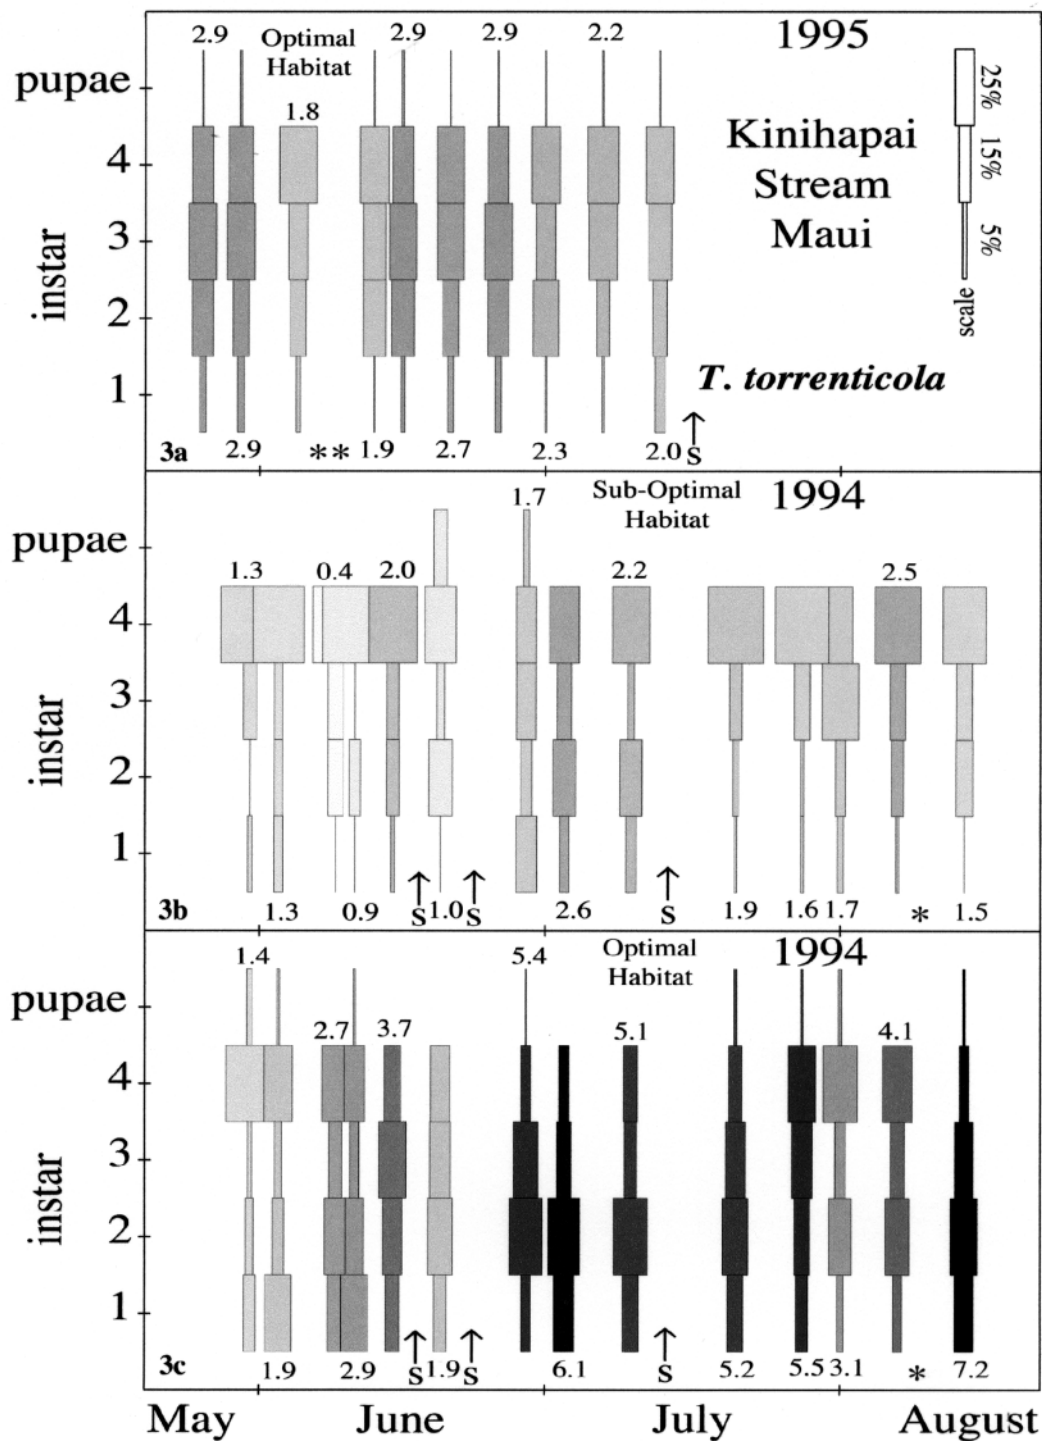 2.9 Optimal 2.9 2.9 2.2 1995
Habitat
pupae
1.8
25%
15%
5%
scale
Kinihapai
Stream
Maui
4
3
2
1
instar
T. torrenticola
3a 2.9 ** 1.9 2.7 2.3 2.0 S
1.7 Sub-Optimal 1994
Habitat
pupae
1.3 0.4 2.0 2.2 2.5
4
3
2
1
instar
3b 1.3 0.9 S 1.0 S 2.6 S 1.9 1.6 1.7 * 1.5
1.4 5.4 Optimal 1994
Habitat
pupae
2.7 3.7 5.1 4.1
4
3
2
1
instar
3c 1.9 2.9 S 1.9 S 6.1 S 5.2 5.5 3.1 * 7.2
May June July August